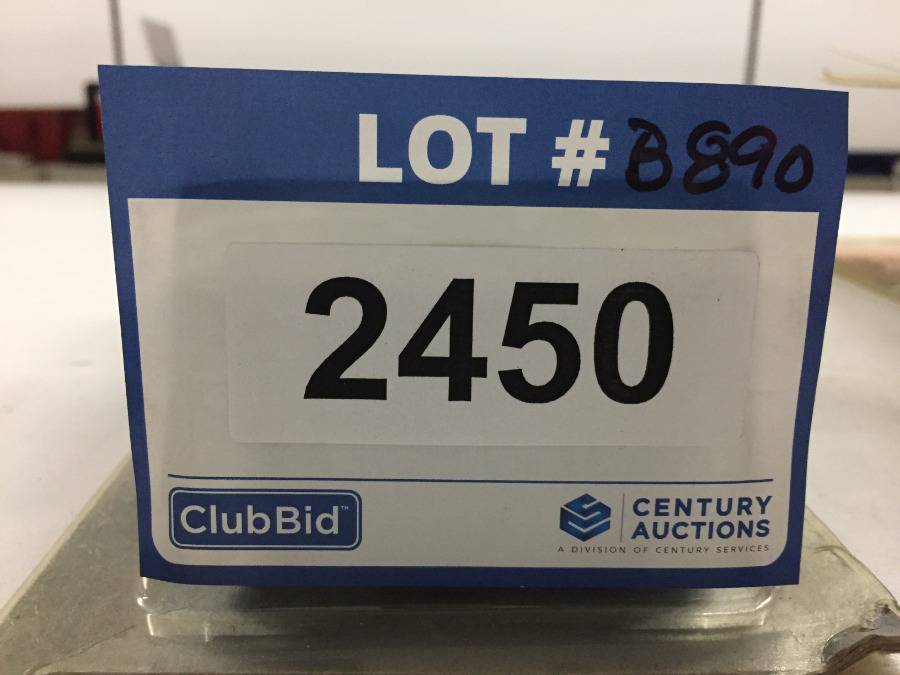 LOT # B890
2450
ClubBid™
CENTURY
AUCTIONS
A DIVISION OF CENTURY SERVICES